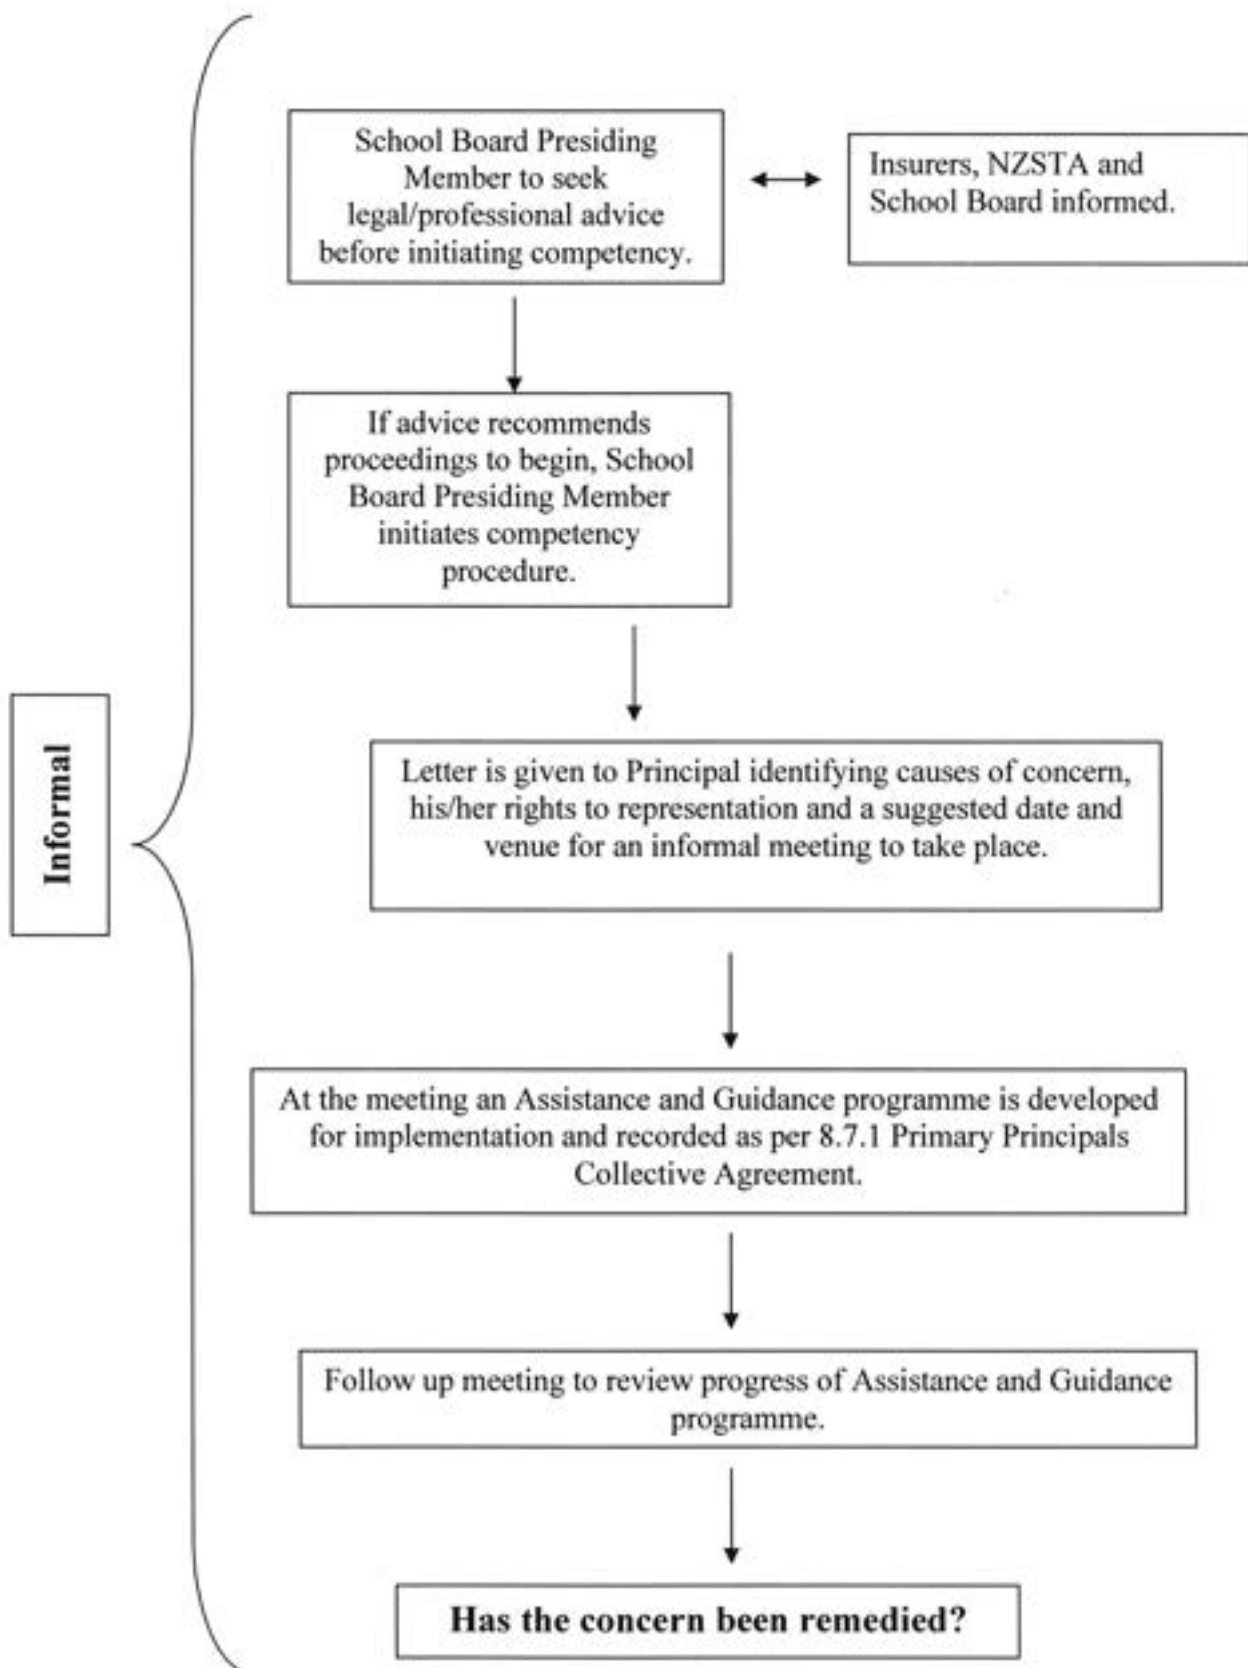 School Board Presiding
Member to seek
legal/professional advice
before initiating competency.
Insurers, NZSTA and
School Board informed.
If advice recommends
proceedings to begin, School
Board Presiding Member
initiates competency
procedure.
Informal
Letter is given to Principal identifying causes of concern,
his/her rights to representation and a suggested date and
venue for an informal meeting to take place.
At the meeting an Assistance and Guidance programme is developed
for implementation and recorded as per 8.7.1 Primary Principals
Collective Agreement.
Follow up meeting to review progress of Assistance and Guidance
programme.
Has the concern been remedied?